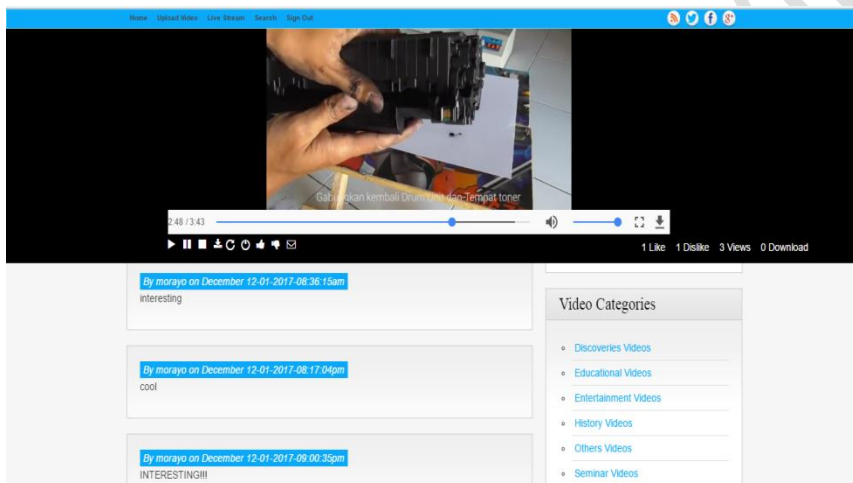 Home Upload Video Live Stream Search Sign Out
Gabungkan kembali Drum Unit dan Tempat toner
2:48 / 3:43
1 Like 1 Dislike 3 Views 0 Download
By morayo on December 12-01-2017-08:36:15am
interesting
By morayo on December 12-01-2017-08:17:04pm
cool
By morayo on December 12-01-2017-09:00:35pm
INTERESTING!!!
Video Categories
Discoveries Videos
Educational Videos
Entertainment Videos
History Videos
Others Videos
Seminar Videos